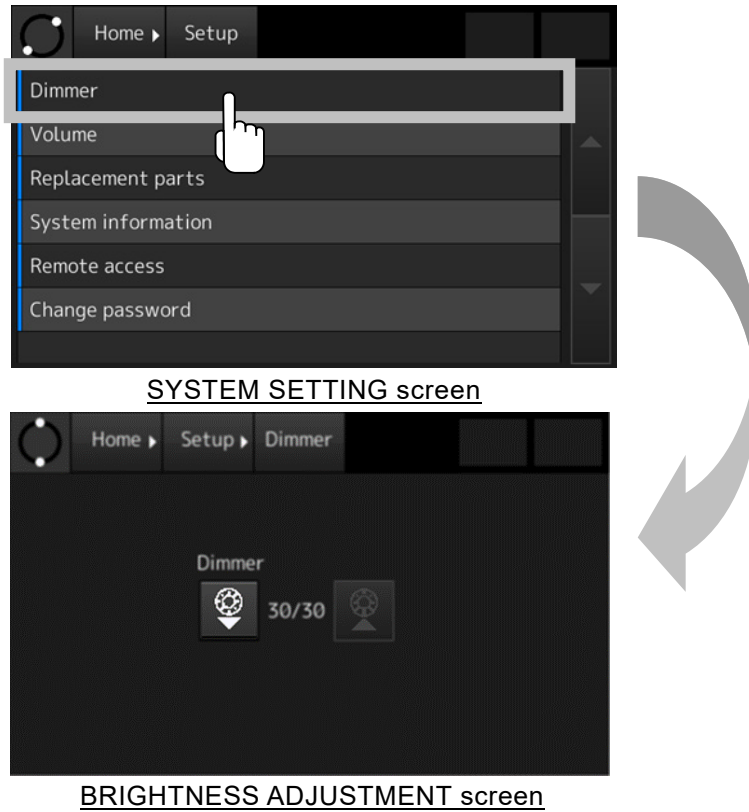 Home Setup
Dimmer
Volume
Replacement parts
System information
Remote access
Change password
SYSTEM SETTING screen
Home Setup Dimmer
Dimmer
30/30
BRIGHTNESS ADJUSTMENT screen